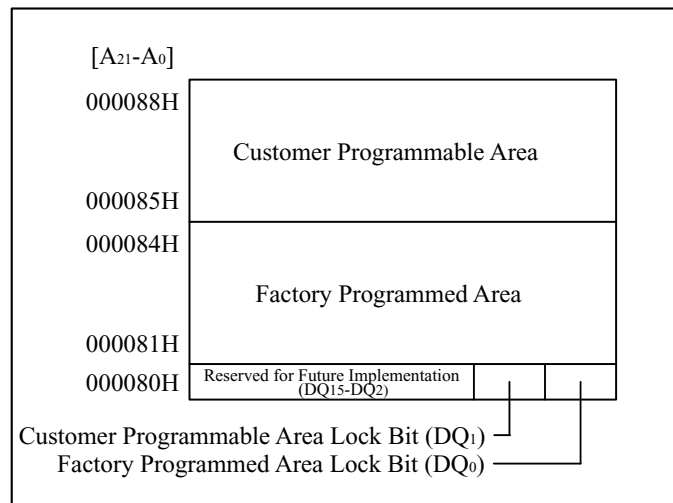 [A21-A0]
000088H
Customer Programmable Area
000085H
000084H
Factory Programmed Area
000081H
000080H
Reserved for Future Implementation
(DQ15-DQ2)
Customer Programmable Area Lock Bit (DQ1)
Factory Programmed Area Lock Bit (DQ0)